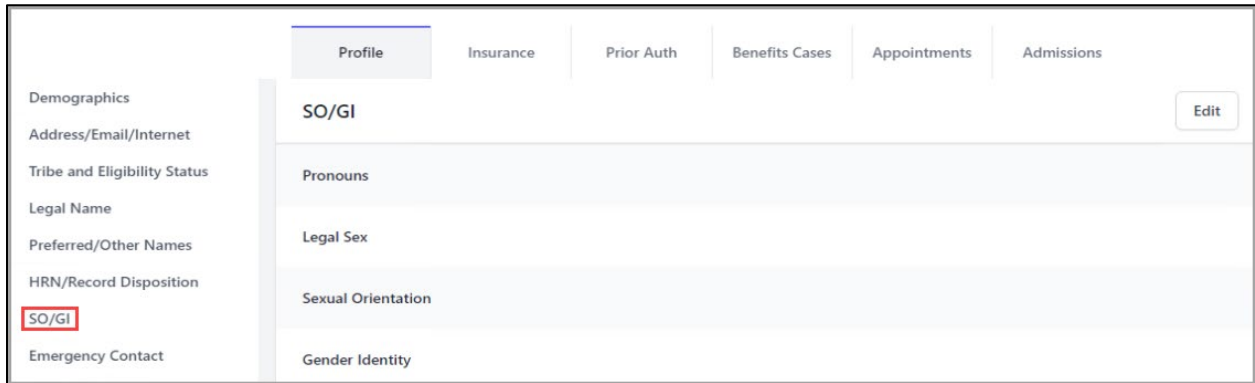 Profile Insurance Prior Auth Benefits Cases Appointments Admissions
Demographics
Address/Email/Internet
Tribe and Eligibility Status
Legal Name
Preferred/Other Names
HRN/Record Disposition
SO/GI
Emergency Contact
SO/GI Edit
Pronouns
Legal Sex
Sexual Orientation
Gender Identity